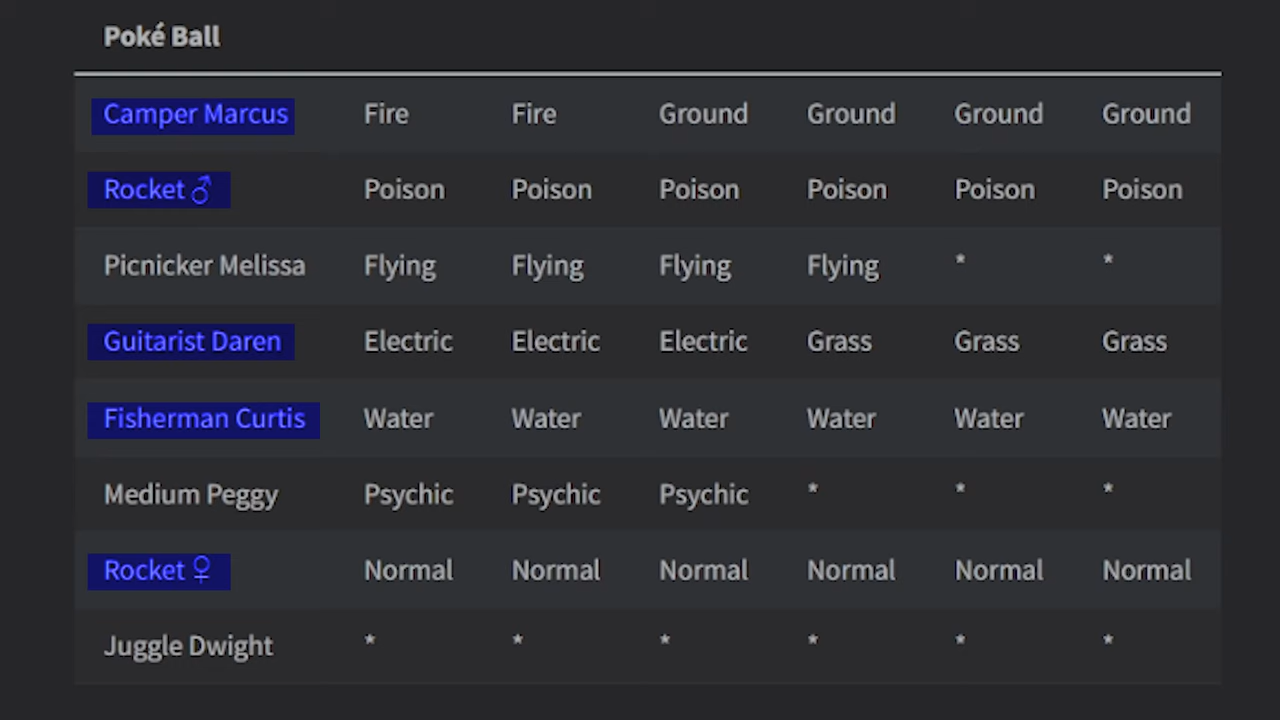 Poké Ball
Camper Marcus Fire Fire Ground Ground Ground Ground
Rocket ♂ Poison Poison Poison Poison Poison Poison
Picnicker Melissa Flying Flying Flying Flying * *
Guitarist Daren Electric Electric Electric Grass Grass Grass
Fisherman Curtis Water Water Water Water Water Water
Medium Peggy Psychic Psychic Psychic * * *
Rocket ♀ Normal Normal Normal Normal Normal Normal
Juggle Dwight * * * * * *